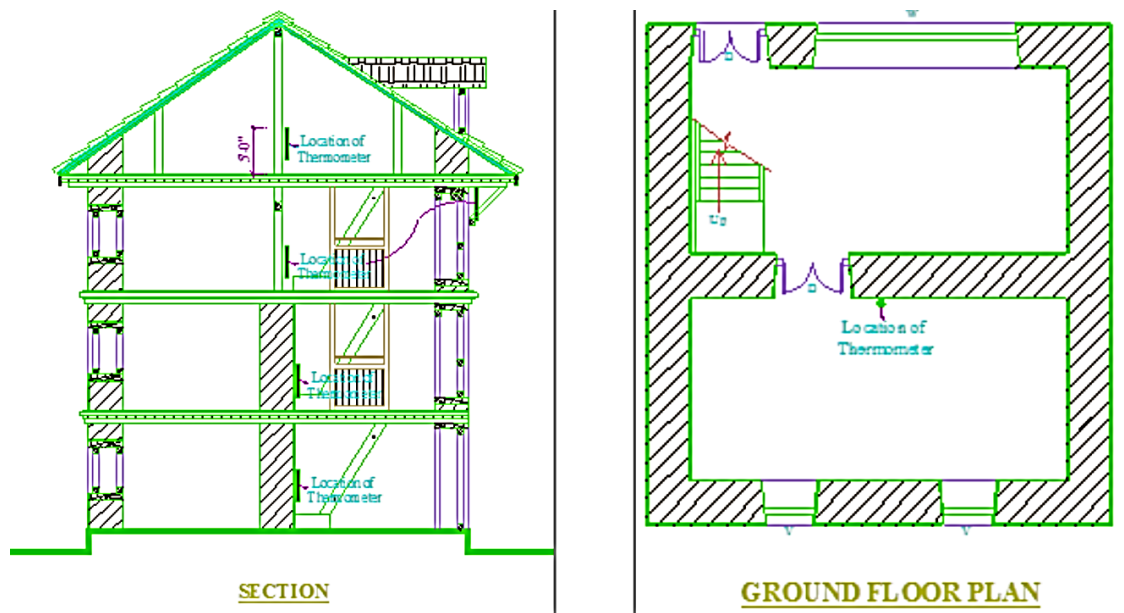 5'-0"
Location of
Thermometer
Location of
Thermometer
Location of
Thermometer
Location of
Thermometer
SECTION
W
D
Up
D
Location of
Thermometer
V
V
GROUND FLOOR PLAN